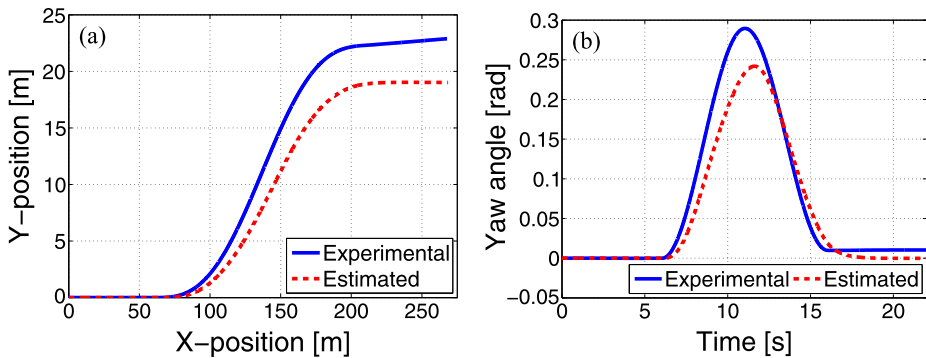 (a)
Y-position [m]
25
20
15
10
5
0
0 50 100 150 200 250
X-position [m]
Experimental
Estimated
(b)
Yaw angle [rad]
0.3
0.25
0.2
0.15
0.1
0.05
0
-0.05
0 5 10 15 20
Time [s]
Experimental Estimated